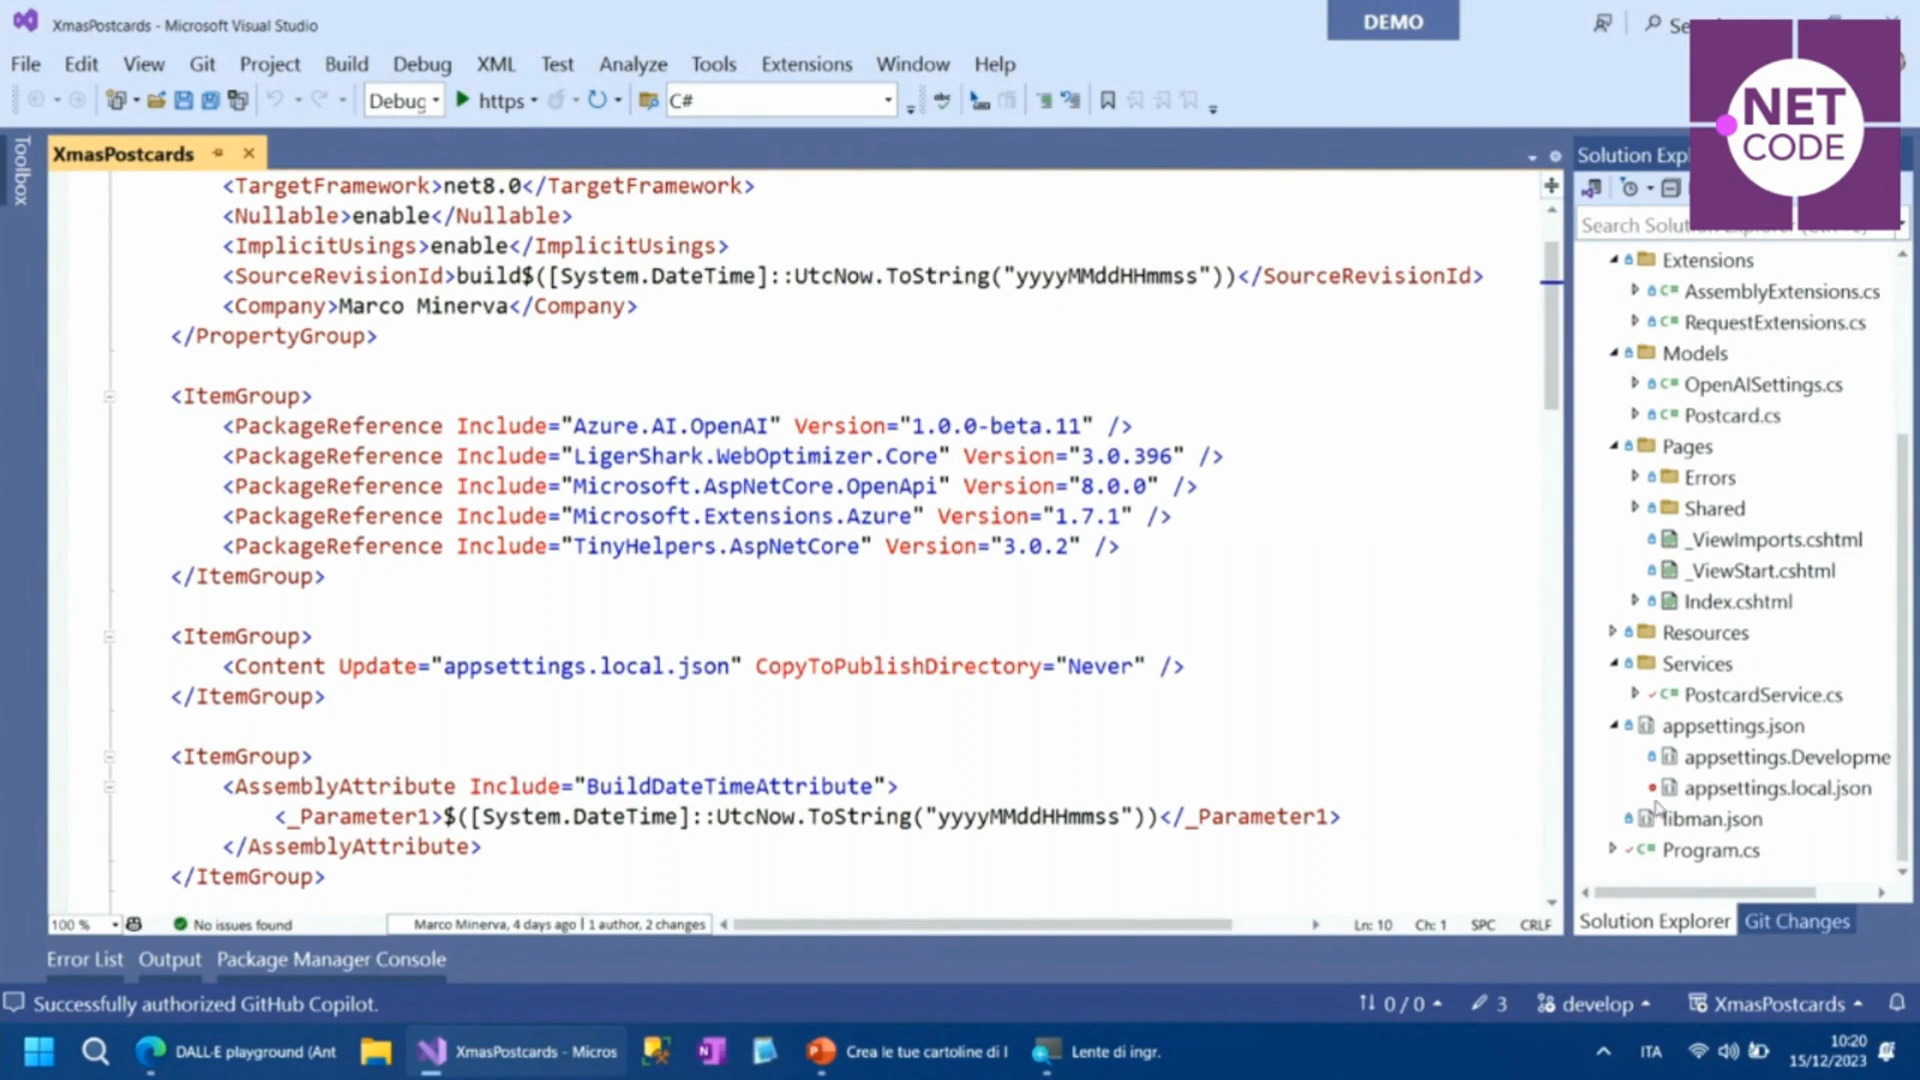 XmasPostcards - Microsoft Visual Studio
DEMO
File Edit View Git Project Build Debug XML Test Analyze Tools Extensions Window Help
Debug https C#
.NET
CODE
Toolbox
XmasPostcards
<TargetFramework>net8.0</TargetFramework>
<Nullable>enable</Nullable>
<ImplicitUsings>enable</ImplicitUsings>
<SourceRevisionId>build$([System.DateTime]::UtcNow.ToString("yyyyMMddHHmmss"))</SourceRevisionId>
<Company>Marco Minerva</Company>
</PropertyGroup>
<ItemGroup>
<PackageReference Include="Azure.AI.OpenAI" Version="1.0.0-beta.11" />
<PackageReference Include="LigerShark.WebOptimizer.Core" Version="3.0.396" />
<PackageReference Include="Microsoft.AspNetCore.OpenApi" Version="8.0.0" />
<PackageReference Include="Microsoft.Extensions.Azure" Version="1.7.1" />
<PackageReference Include="TinyHelpers.AspNetCore" Version="3.0.2" />
</ItemGroup>
<ItemGroup>
<Content Update="appsettings.local.json" CopyToPublishDirectory="Never" />
</ItemGroup>
<ItemGroup>
<AssemblyAttribute Include="BuildDateTimeAttribute">
<_Parameter1>$([System.DateTime]::UtcNow.ToString("yyyyMMddHHmmss"))</_Parameter1>
</AssemblyAttribute>
</ItemGroup>
100 % No issues found Marco Minerva, 4 days ago | 1 author, 2 changes Ln: 10 Ch: 1 SPC CRLF
Solution Expl
Search Solut
Extensions
AssemblyExtensions.cs
RequestExtensions.cs
Models
OpenAISettings.cs
Postcard.cs
Pages
Errors
Shared
_ViewImports.cshtml
_ViewStart.cshtml
Index.cshtml
Resources
Services
PostcardService.cs
appsettings.json
appsettings.Developme
appsettings.local.json
libman.json
Program.cs
Solution Explorer Git Changes
Error List Output Package Manager Console
Successfully authorized GitHub Copilot. 0 / 0 3 develop XmasPostcards
DALL-E playground (Ant XmasPostcards - Micros Crea le tue cartoline di l Lente di ingr. ITA 10:20
15/12/2023